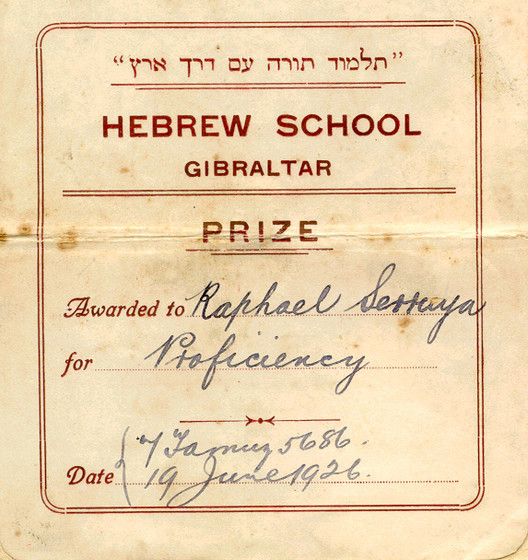 "תלמוד תורה עם דרך ארץ"
HEBREW SCHOOL
GIBRALTAR
PRIZE
Awarded to Raphael Serruya
for Proficiency
7 Tamuz 5686.
Date 19 June 1926.